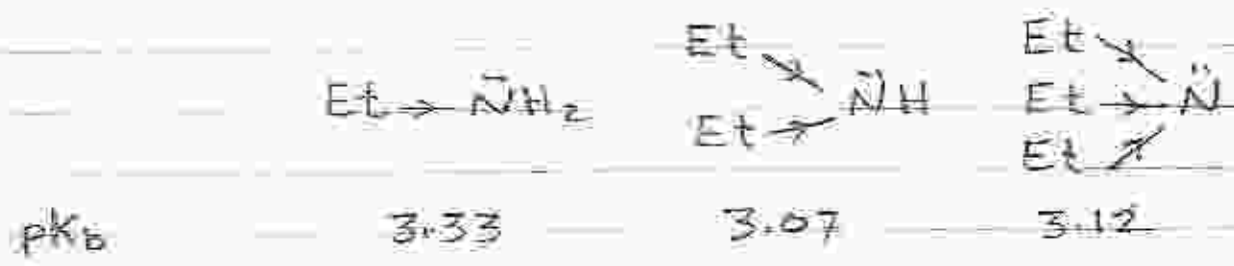 Et Et
Et → N̈H₂ N̈H Et → N̈
Et Et
pKb 3.33 3.07 3.12